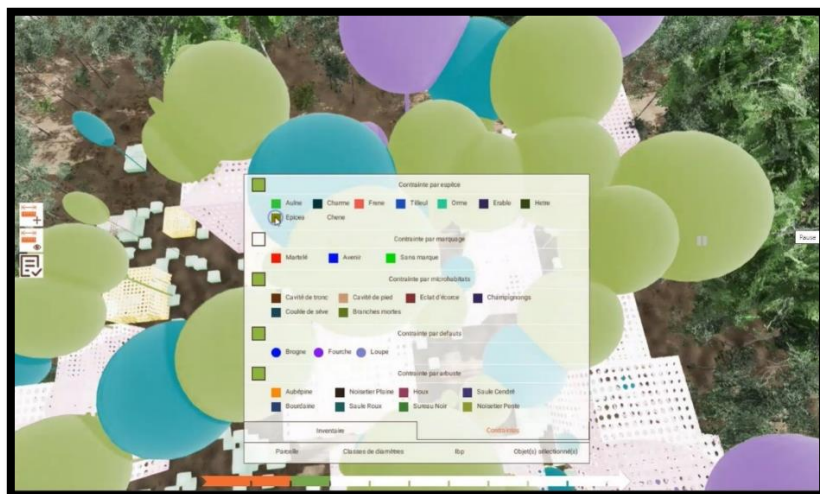 Contrainte par espèce
Aulne Charme Frene Tilleul Orme Erable Hetre
Epicea Chene
Contrainte par marquage
Martelé Avenir Sans marque
Contrainte par microhabitats
Cavité de tronc Cavité de pied Eclat d'écorce Champignongs
Coulée de sève Branches mortes
Contrainte par defauts
Brogne Fourche Loupe
Contrainte par arbuste
Aubépine Noisetier Plaine Houx Saule Cendré
Bourdaine Saule Roux Sureau Noir Noisetier Pente
Inventaire Contraintes
Parcelle Classes de diamètres Ibp Objet(s) sélectionné(s)
Pause